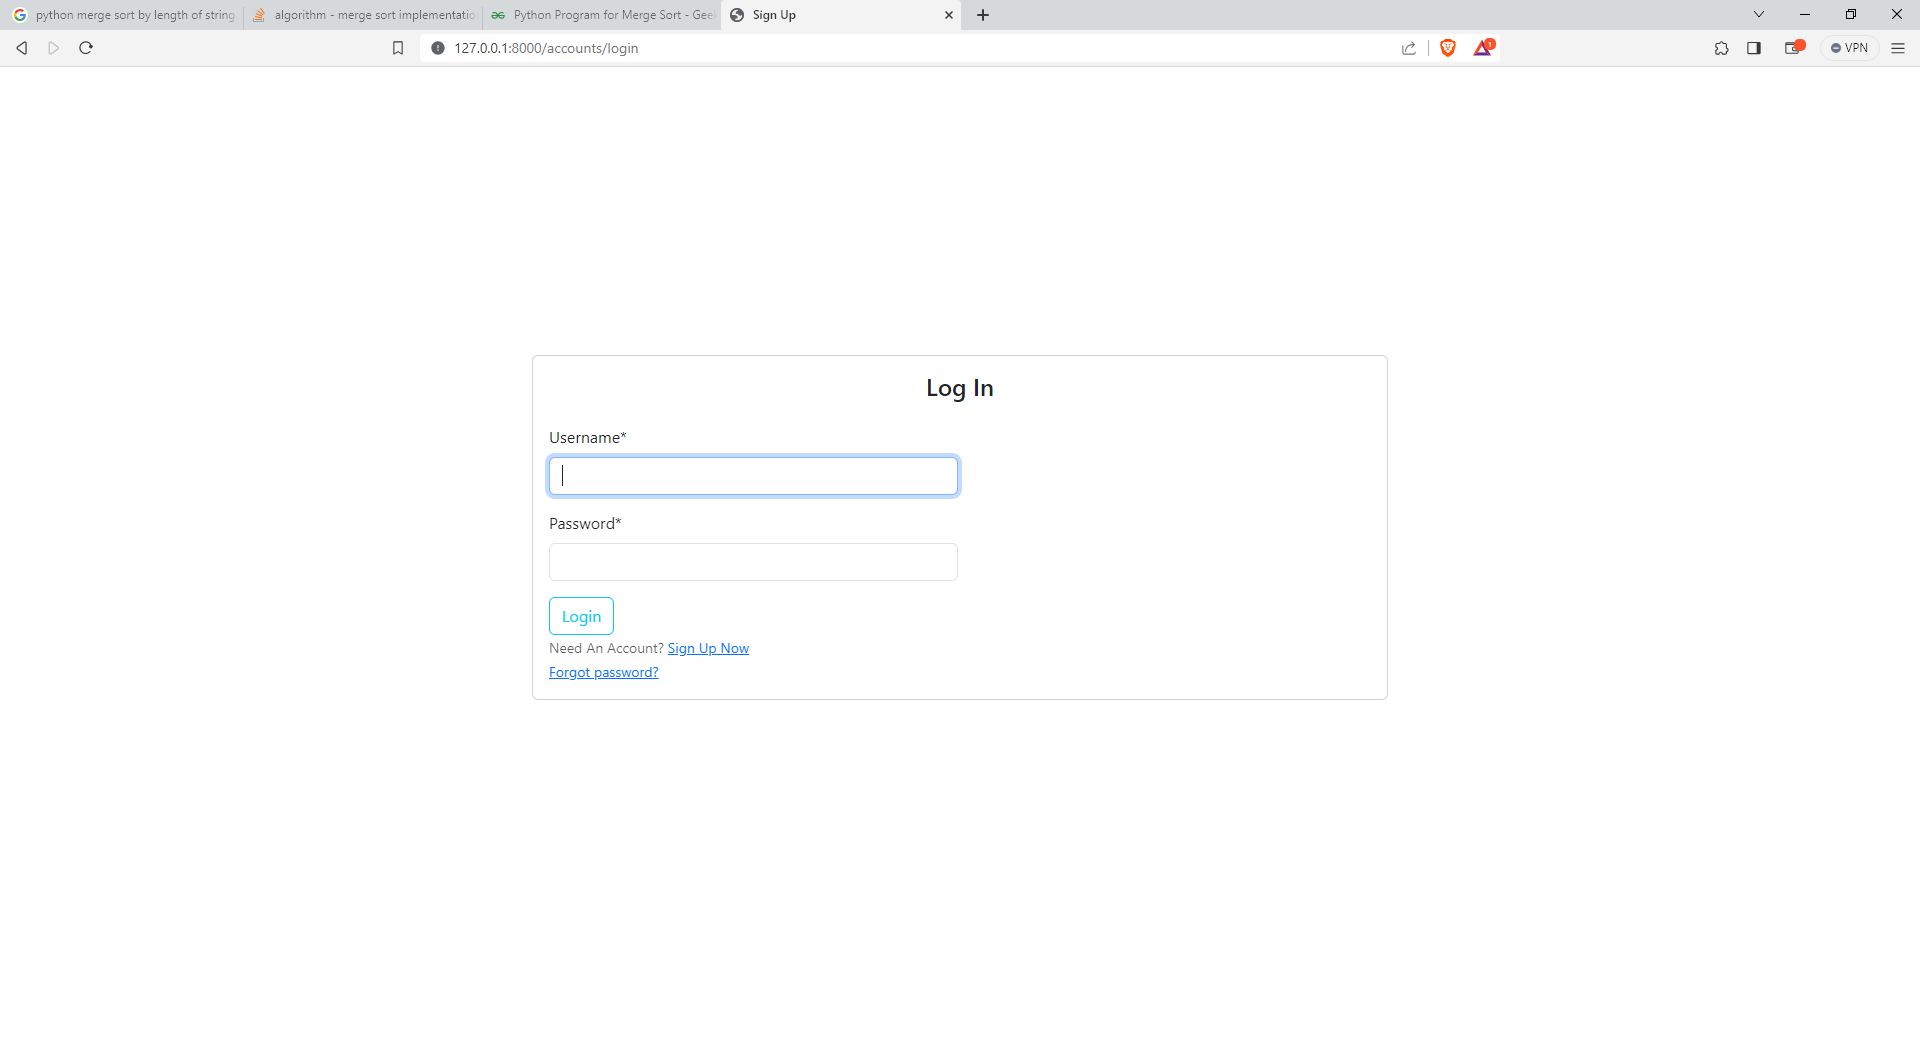 python merge sort by length of string
algorithm - merge sort implementatio
Python Program for Merge Sort - Geek
Sign Up
127.0.0.1:8000/accounts/login
1
VPN
Log In
Username*
Password*
Login
Need An Account? Sign Up Now
Forgot password?